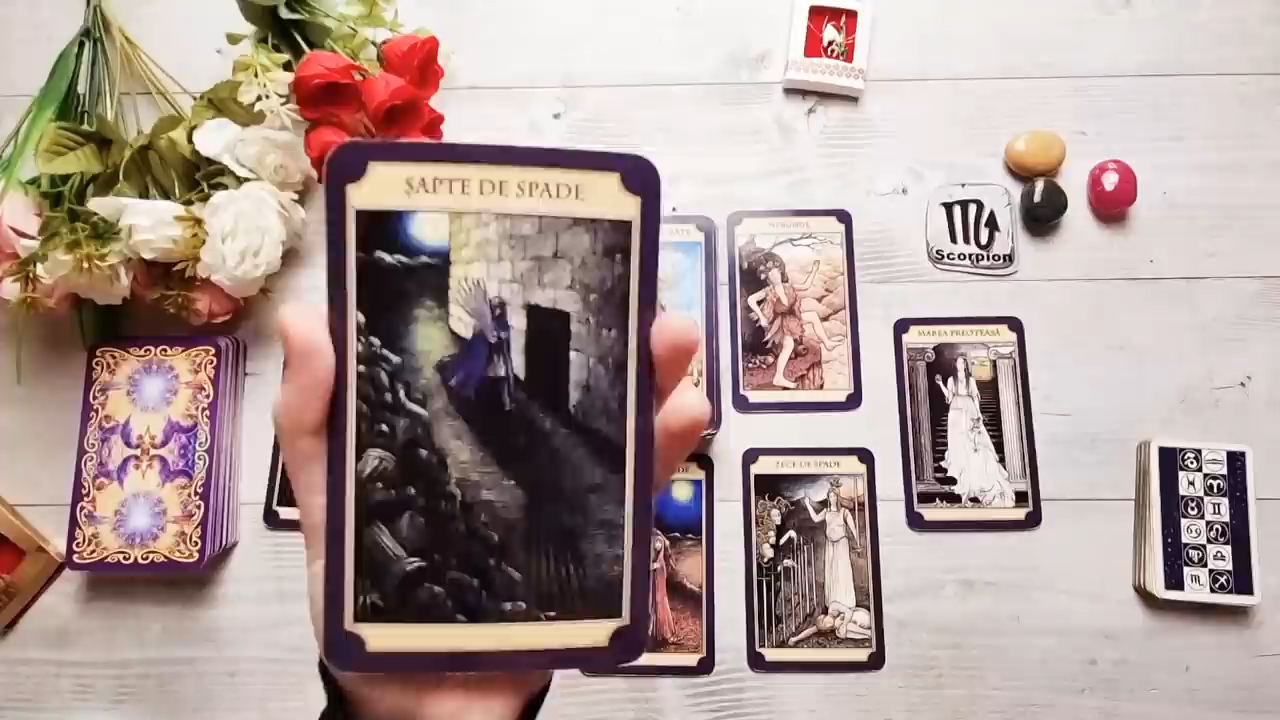 ŞAPTE DE SPADE
NEBUNUL
Scorpion
MAREA PREOTEASĂ
ZECE DE SPADE